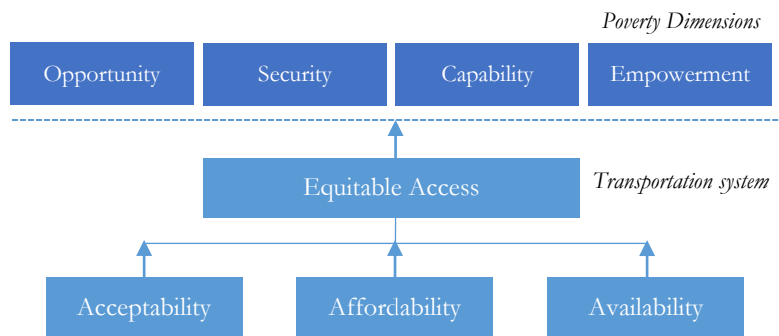 Poverty Dimensions
Opportunity
Security
Capability
Empowerment
Equitable Access
Transportation system
Acceptability
Affordability
Availability